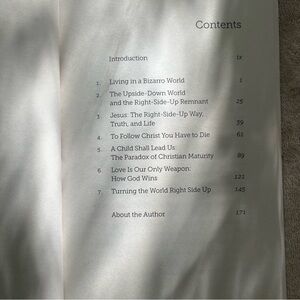 Contents
Introduction ix
1. Living in a Bizarro World 1
2. The Upside-Down World
and the Right-Side-Up Remnant 25
3. Jesus: The Right-Side-Up Way,
Truth, and Life 39
4. To Follow Christ You Have to Die 61
5. A Child Shall Lead Us:
The Paradox of Christian Maturity 89
6. Love Is Our Only Weapon:
How God Wins 121
7. Turning the World Right Side Up 145
About the Author 171